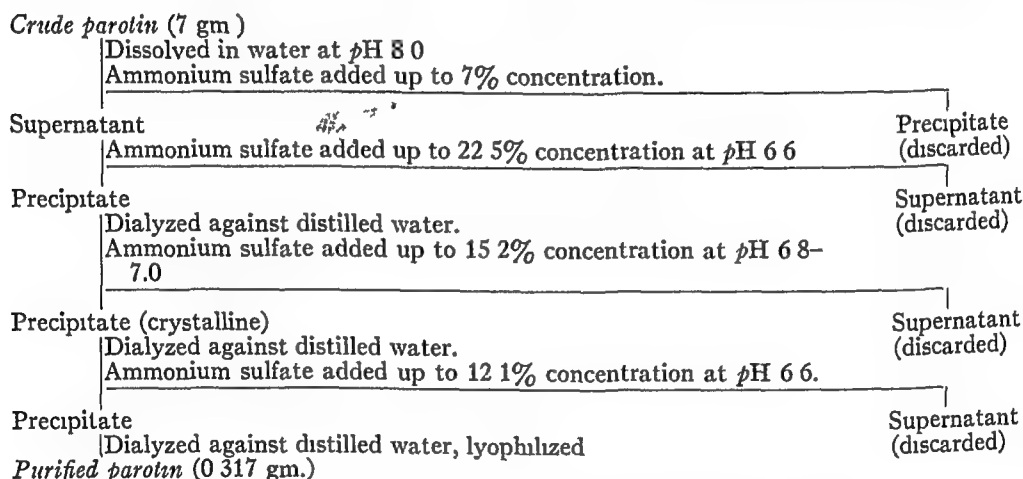 Crude parotin (7 gm )
Dissolved in water at pH 8 0
Ammonium sulfate added up to 7% concentration.
Supernatant Precipitate
(discarded)
Ammonium sulfate added up to 22 5% concentration at pH 6 6
Precipitate Supernatant
(discarded)
Dialyzed against distilled water.
Ammonium sulfate added up to 15 2% concentration at pH 6 8–
7.0
Precipitate (crystalline) Supernatant
(discarded)
Dialyzed against distilled water.
Ammonium sulfate added up to 12 1% concentration at pH 6 6.
Precipitate Supernatant
(discarded)
Dialyzed against distilled water, lyophilized
Purified parotin (0 317 gm.)